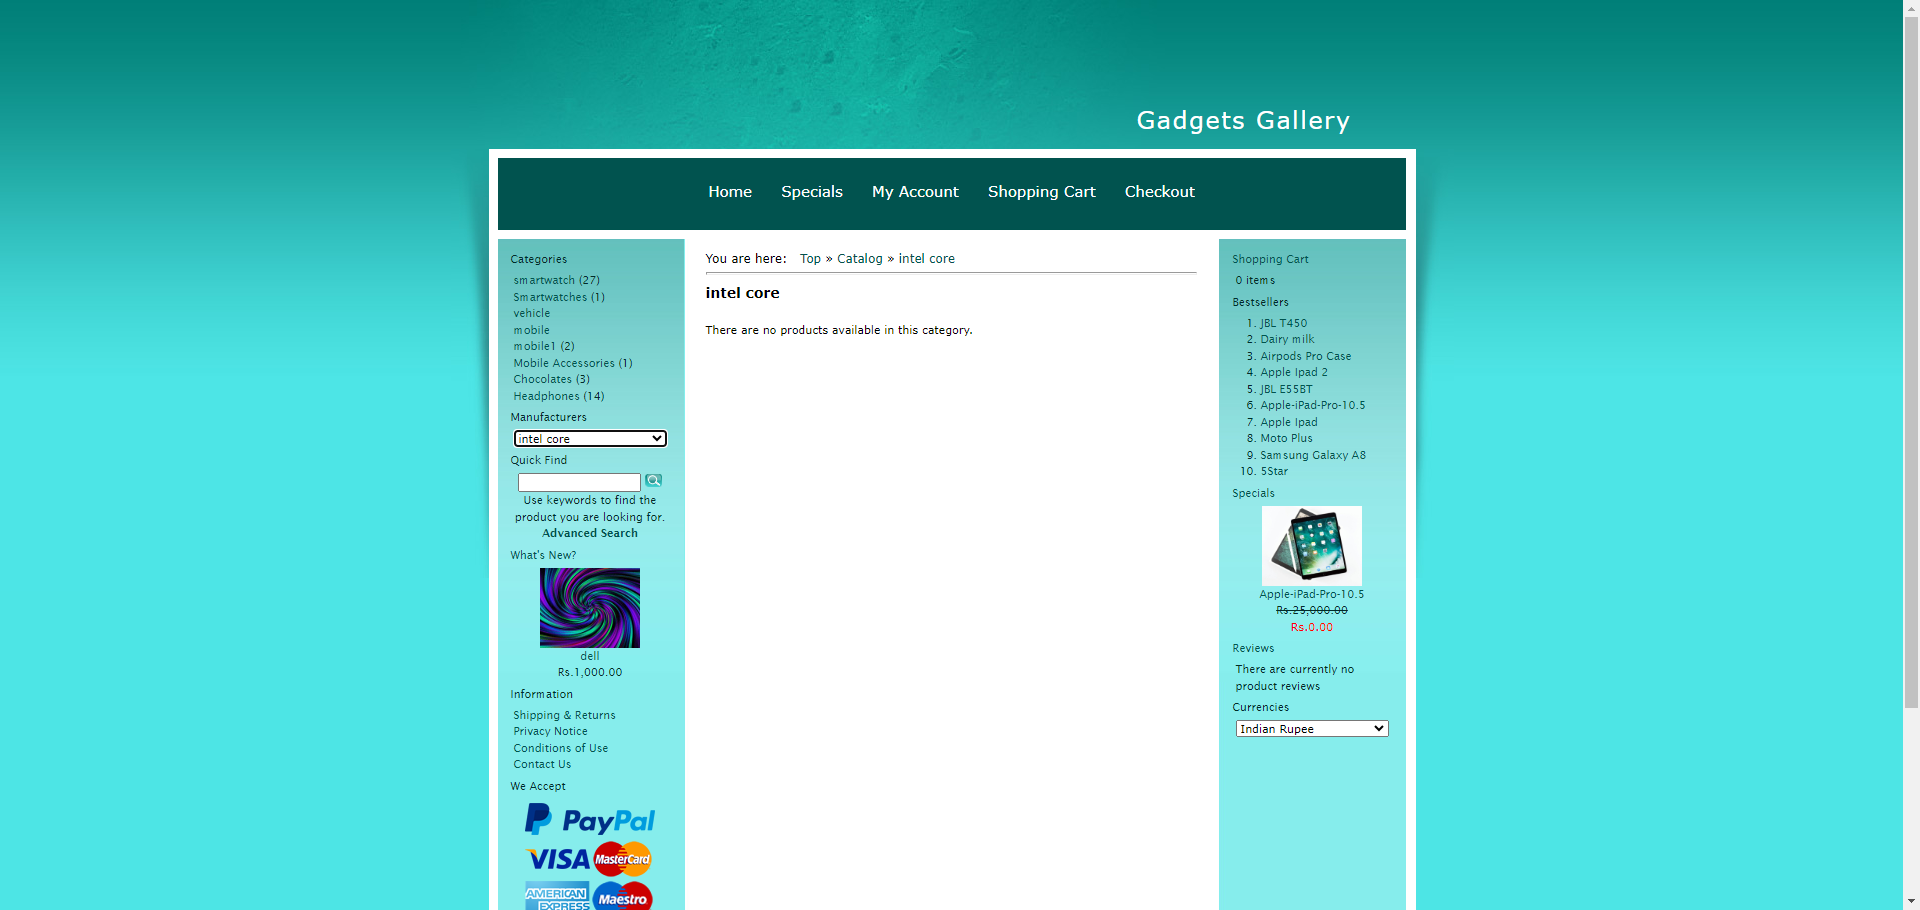 Gadgets Gallery
Home Specials My Account Shopping Cart Checkout
Categories
smartwatch (27)
Smartwatches (1)
vehicle
mobile
mobile1 (2)
Mobile Accessories (1)
Chocolates (3)
Headphones (14)
Manufacturers
intel core
Quick Find
Use keywords to find the
product you are looking for.
Advanced Search
What's New?
dell
Rs.1,000.00
Information
Shipping & Returns
Privacy Notice
Conditions of Use
Contact Us
We Accept
PayPal
VISA MasterCard
AMERICAN EXPRESS Maestro
You are here: Top » Catalog » intel core
intel core
There are no products available in this category.
Shopping Cart
0 items
Bestsellers
1. JBL T450
2. Dairy milk
3. Airpods Pro Case
4. Apple Ipad 2
5. JBL E55BT
6. Apple-iPad-Pro-10.5
7. Apple Ipad
8. Moto Plus
9. Samsung Galaxy A8
10. 5Star
Specials
Apple-iPad-Pro-10.5
Rs.25,000.00
Rs.0.00
Reviews
There are currently no
product reviews
Currencies
Indian Rupee